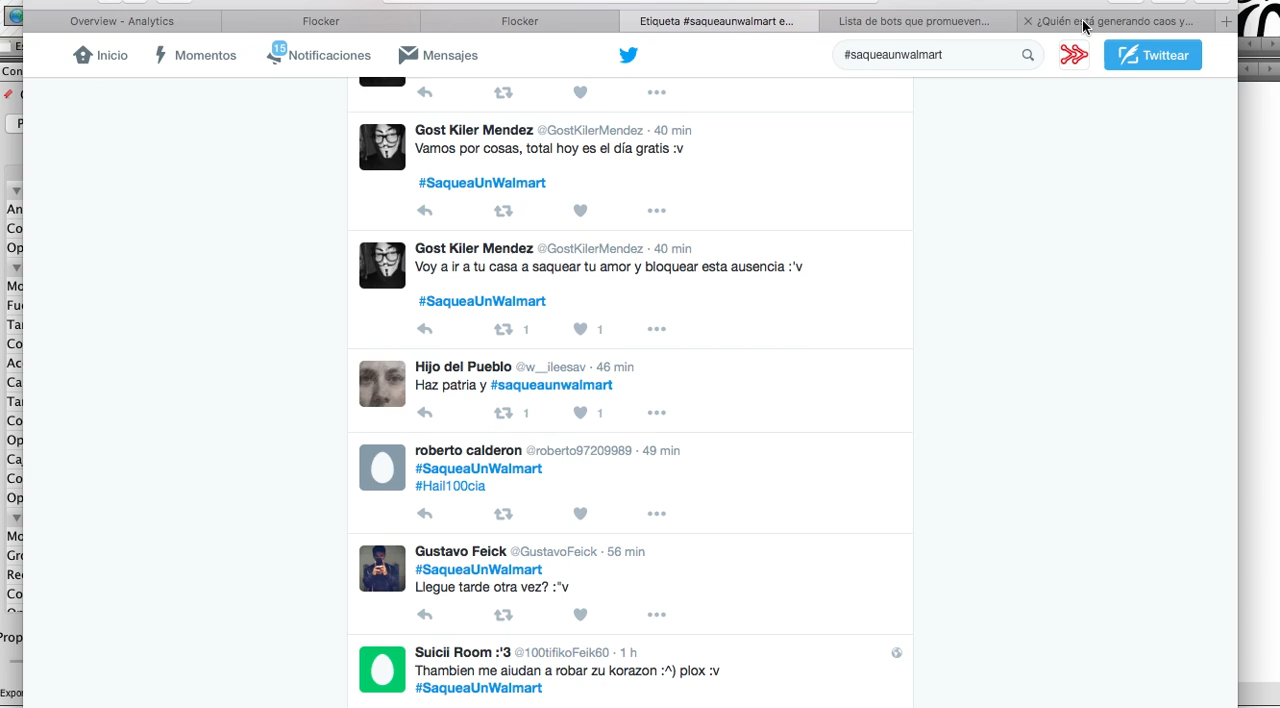 Overview - Analytics
Flocker
Flocker
Etiqueta #saqueaunwalmart e...
Lista de bots que promueven...
¿Quién está generando caos y...
Inicio
Momentos
15
Notificaciones
Mensajes
#saqueaunwalmart
Twittear
Gost Kiler Mendez @GostKilerMendez · 40 min
Vamos por cosas, total hoy es el día gratis :v
#SaqueaUnWalmart
Gost Kiler Mendez @GostKilerMendez · 40 min
Voy a ir a tu casa a saquear tu amor y bloquear esta ausencia :'v
#SaqueaUnWalmart
1 1
Hijo del Pueblo @w__ileesav · 46 min
Haz patria y #saqueaunwalmart
1 1
roberto calderon @roberto97209989 · 49 min
#SaqueaUnWalmart
#Hail100cia
Gustavo Feick @GustavoFeick · 56 min
#SaqueaUnWalmart
Llegue tarde otra vez? :"v
Suicii Room :'3 @100tifikoFeik60 · 1 h
Thambien me aiudan a robar zu korazon :^) plox :v
#SaqueaUnWalmart